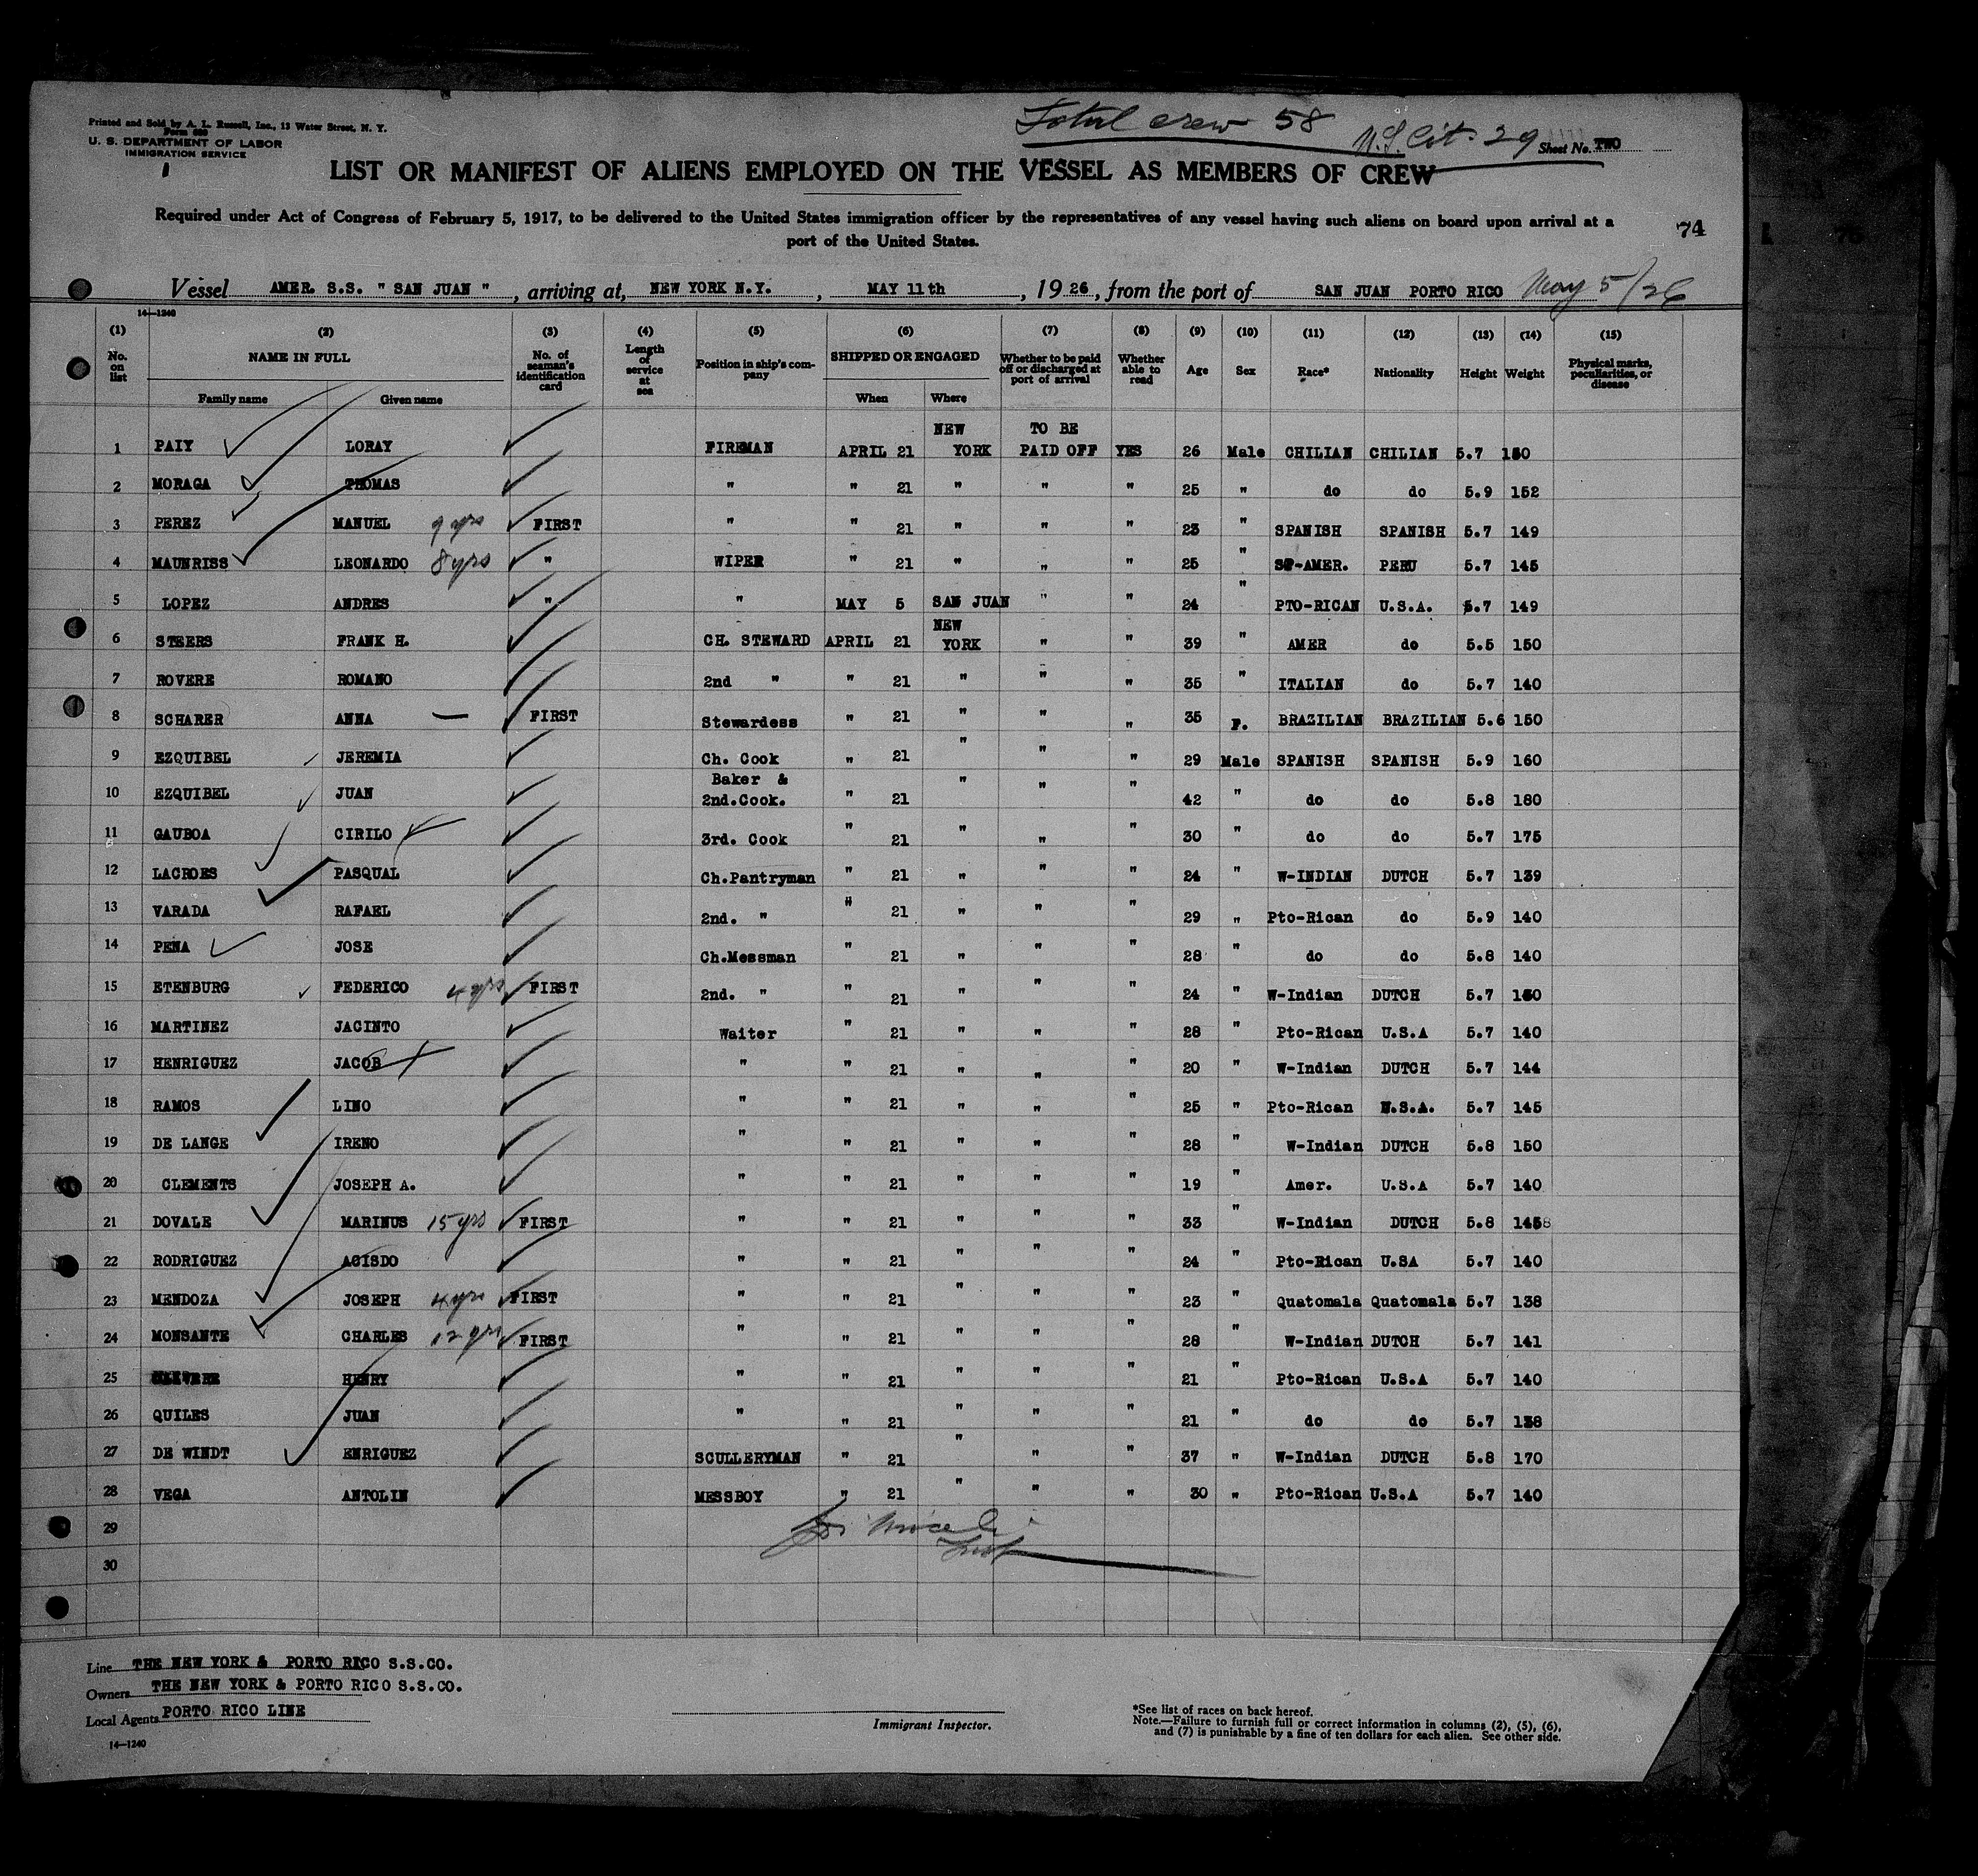 Printed and Sold by A. L. Russell, Inc., 13 Water Street, N. Y.
Form 689
U. S. DEPARTMENT OF LABOR
IMMIGRATION SERVICE
Total crew 58
U.S. Cit. 29 Sheet No. TWO
LIST OR MANIFEST OF ALIENS EMPLOYED ON THE VESSEL AS MEMBERS OF CREW
Required under Act of Congress of February 5, 1917, to be delivered to the United States immigration officer by the representatives of any vessel having such aliens on board upon arrival at a
port of the United States.
74
Vessel AMER. S.S. " SAN JUAN " , arriving at, NEW YORK N.Y. , MAY 11th , 19 26 , from the port of SAN JUAN PORTO RICO May 5/26
14—1240
(1) (2) (3) (4) (5) (6) (7) (8) (9) (10) (11) (12) (13) (14) (15)
No. on list NAME IN FULL Family name Given name No. of seaman's identification card Length of service at sea Position in ship's company SHIPPED OR ENGAGED When Where Whether to be paid off or discharged at port of arrival Whether able to read Age Sex Race* Nationality Height Weight Physical marks, peculiarities, or disease
1 PAIY LORAY FIREMAN APRIL 21 NEW YORK TO BE PAID OFF YES 26 Male CHILIAN CHILIAN 5.7 150
2 MORAGA THOMAS " " 21 " " " 25 " do do 5.9 152
3 PEREZ MANUEL 9 yrs FIRST " " 21 " " " 23 " SPANISH SPANISH 5.7 149
4 MAUNRISS LEONARDO 8 yrs " WIPER " 21 " " " 25 " SP-AMER. PERU 5.7 145
5 LOPEZ ANDRES " " MAY 5 SAN JUAN " " 24 " PTO-RICAN U.S.A. 5.7 149
6 STEERS FRANK H. CH. STEWARD APRIL 21 NEW YORK " " 39 " AMER do 5.5 150
7 ROVERE ROMANO 2nd " " 21 " " " 35 " ITALIAN do 5.7 140
8 SCHARER ANNA — FIRST Stewardess " 21 " " " 35 F. BRAZILIAN BRAZILIAN 5.6 150
9 EZQUIBEL JEREMIA Ch. Cook " 21 " " " 29 Male SPANISH SPANISH 5.9 160
10 EZQUIBEL JUAN Baker & 2nd.Cook. " 21 " " " 42 " do do 5.8 180
11 GAUBOA CIRILO 3rd. Cook " 21 " " " 30 " do do 5.7 175
12 LACROES PASQUAL Ch.Pantryman " 21 " " " 24 " W-INDIAN DUTCH 5.7 139
13 VARADA RAFAEL 2nd. " " 21 " " " 29 " Pto-Rican do 5.9 140
14 PENA JOSE Ch.Messman " 21 " " " 28 " do do 5.8 140
15 ETENBURG FEDERICO 4 yrs FIRST 2nd. " " 21 " " " 24 " W-Indian DUTCH 5.7 150
16 MARTINEZ JACINTO Waiter " 21 " " " 28 " Pto-Rican U.S.A 5.7 140
17 HENRIGUEZ JACOB " " 21 " " " 20 " W-Indian DUTCH 5.7 144
18 RAMOS LINO " " 21 " " " 25 " Pto-Rican U.S.A. 5.7 145
19 DE LANGE IRENO " " 21 " " " 28 " W-Indian DUTCH 5.8 150
20 CLEMENTS JOSEPH A. " " 21 " " " 19 " Amer. U.S.A 5.7 140
21 DOVALE MARINUS 15 yrs FIRST " " 21 " " " 33 " W-Indian DUTCH 5.8 1458
22 RODRIGUEZ ACISDO " " 21 " " " 24 " Pto-Rican U.SA 5.7 140
23 MENDOZA JOSEPH 4 yrs FIRST " " 21 " " " 23 " Quatomala Quatomala 5.7 138
24 MONSANTE CHARLES 12 yrs FIRST " " 21 " " " 28 " W-Indian DUTCH 5.7 141
25 HENRY " " 21 " " " 21 " Pto-Rican U.S.A 5.7 140
26 QUILES JUAN " " 21 " " " 21 " do do 5.7 138
27 DE WINDT ENRIGUEZ SCULLERYMAN " 21 " " " 37 " W-Indian DUTCH 5.8 170
28 VEGA ANTOLIN MESSBOY " 21 " " " 30 " Pto-Rican U.S.A 5.7 140
29
30
Line THE NEW YORK & PORTO RICO S.S.CO.
Owners THE NEW YORK & PORTO RICO S.S.CO.
Local Agents PORTO RICO LINE
14—1240
Immigrant Inspector.
*See list of races on back hereof.
Note.—Failure to furnish full or correct information in columns (2), (5), (6),
and (7) is punishable by a fine of ten dollars for each alien. See other side.